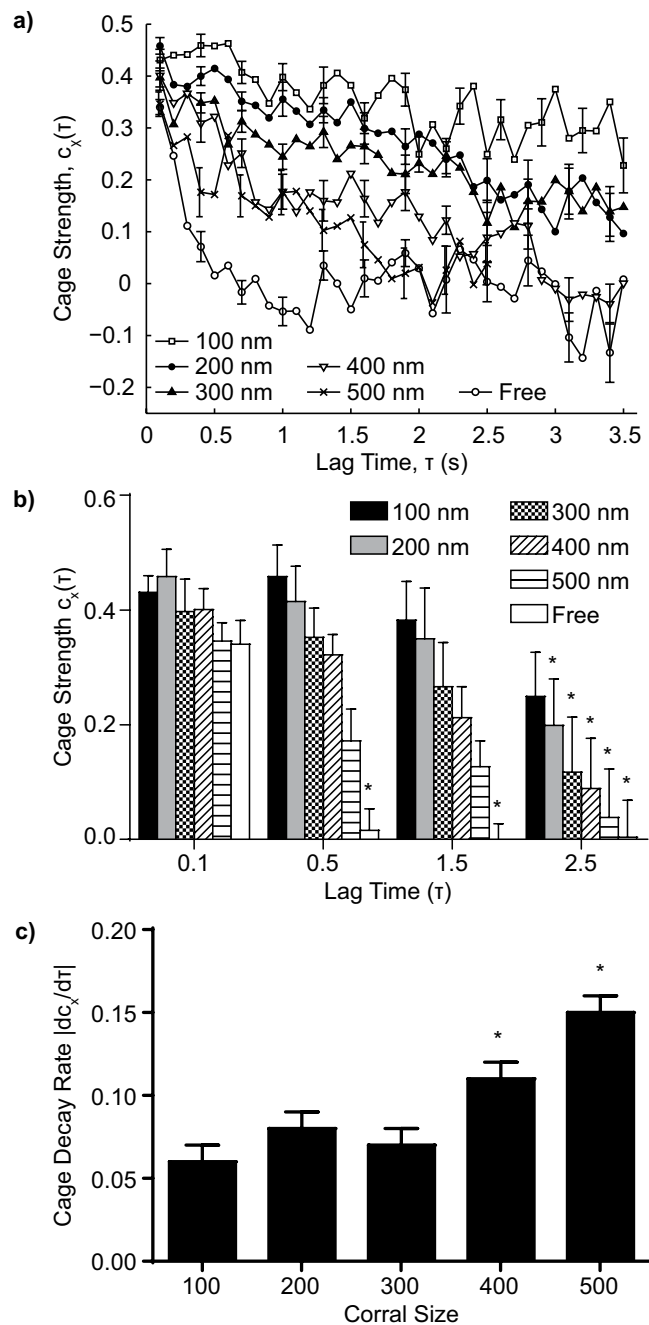 a)
Cage Strength, cₓ(τ)
0.5
0.4
0.3
0.2
0.1
0
−0.1
−0.2
100 nm
200 nm
300 nm
400 nm
500 nm
Free
0 0.5 1 1.5 2 2.5 3 3.5
Lag Time, τ (s)
b)
Cage Strength cₓ(τ)
0.6
0.4
0.2
0.0
100 nm
200 nm
300 nm
400 nm
500 nm
Free
* * * * * * *
0.1 0.5 1.5 2.5
Lag Time (τ)
c)
Cage Decay Rate |dcₓ/dτ|
0.20
0.15
0.10
0.05
0.00
* *
100 200 300 400 500
Corral Size